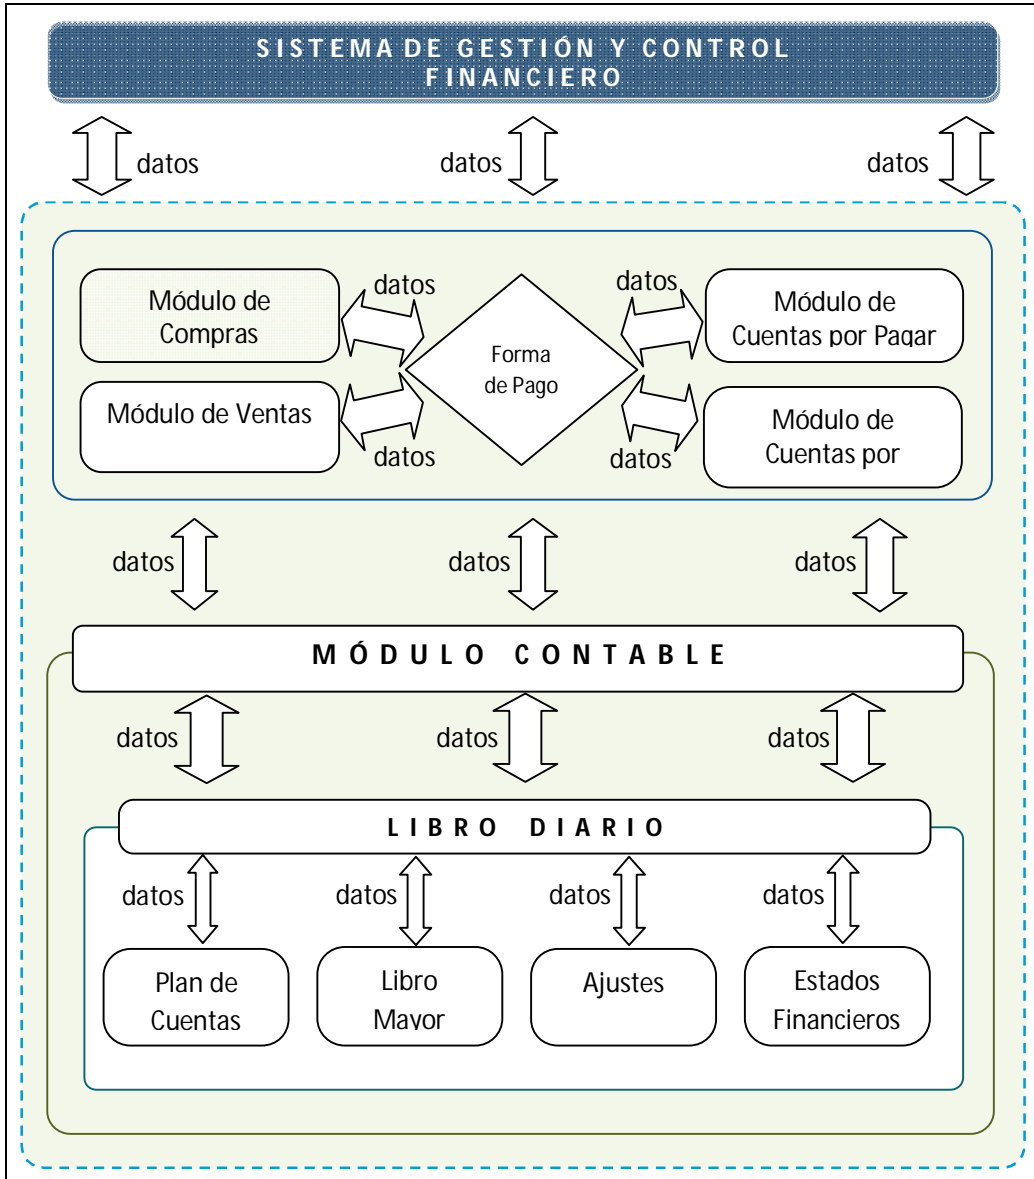 SISTEMA DE GESTIÓN Y CONTROL
FINANCIERO
datos
datos
datos
Módulo de
Compras
datos
datos
Módulo de
Cuentas por Pagar
Forma
de Pago
Módulo de Ventas
datos
datos
Módulo de
Cuentas por
datos
datos
datos
MÓDULO CONTABLE
datos
datos
datos
LIBRO DIARIO
datos
datos
datos
datos
Plan de
Cuentas
Libro
Mayor
Ajustes
Estados
Financieros